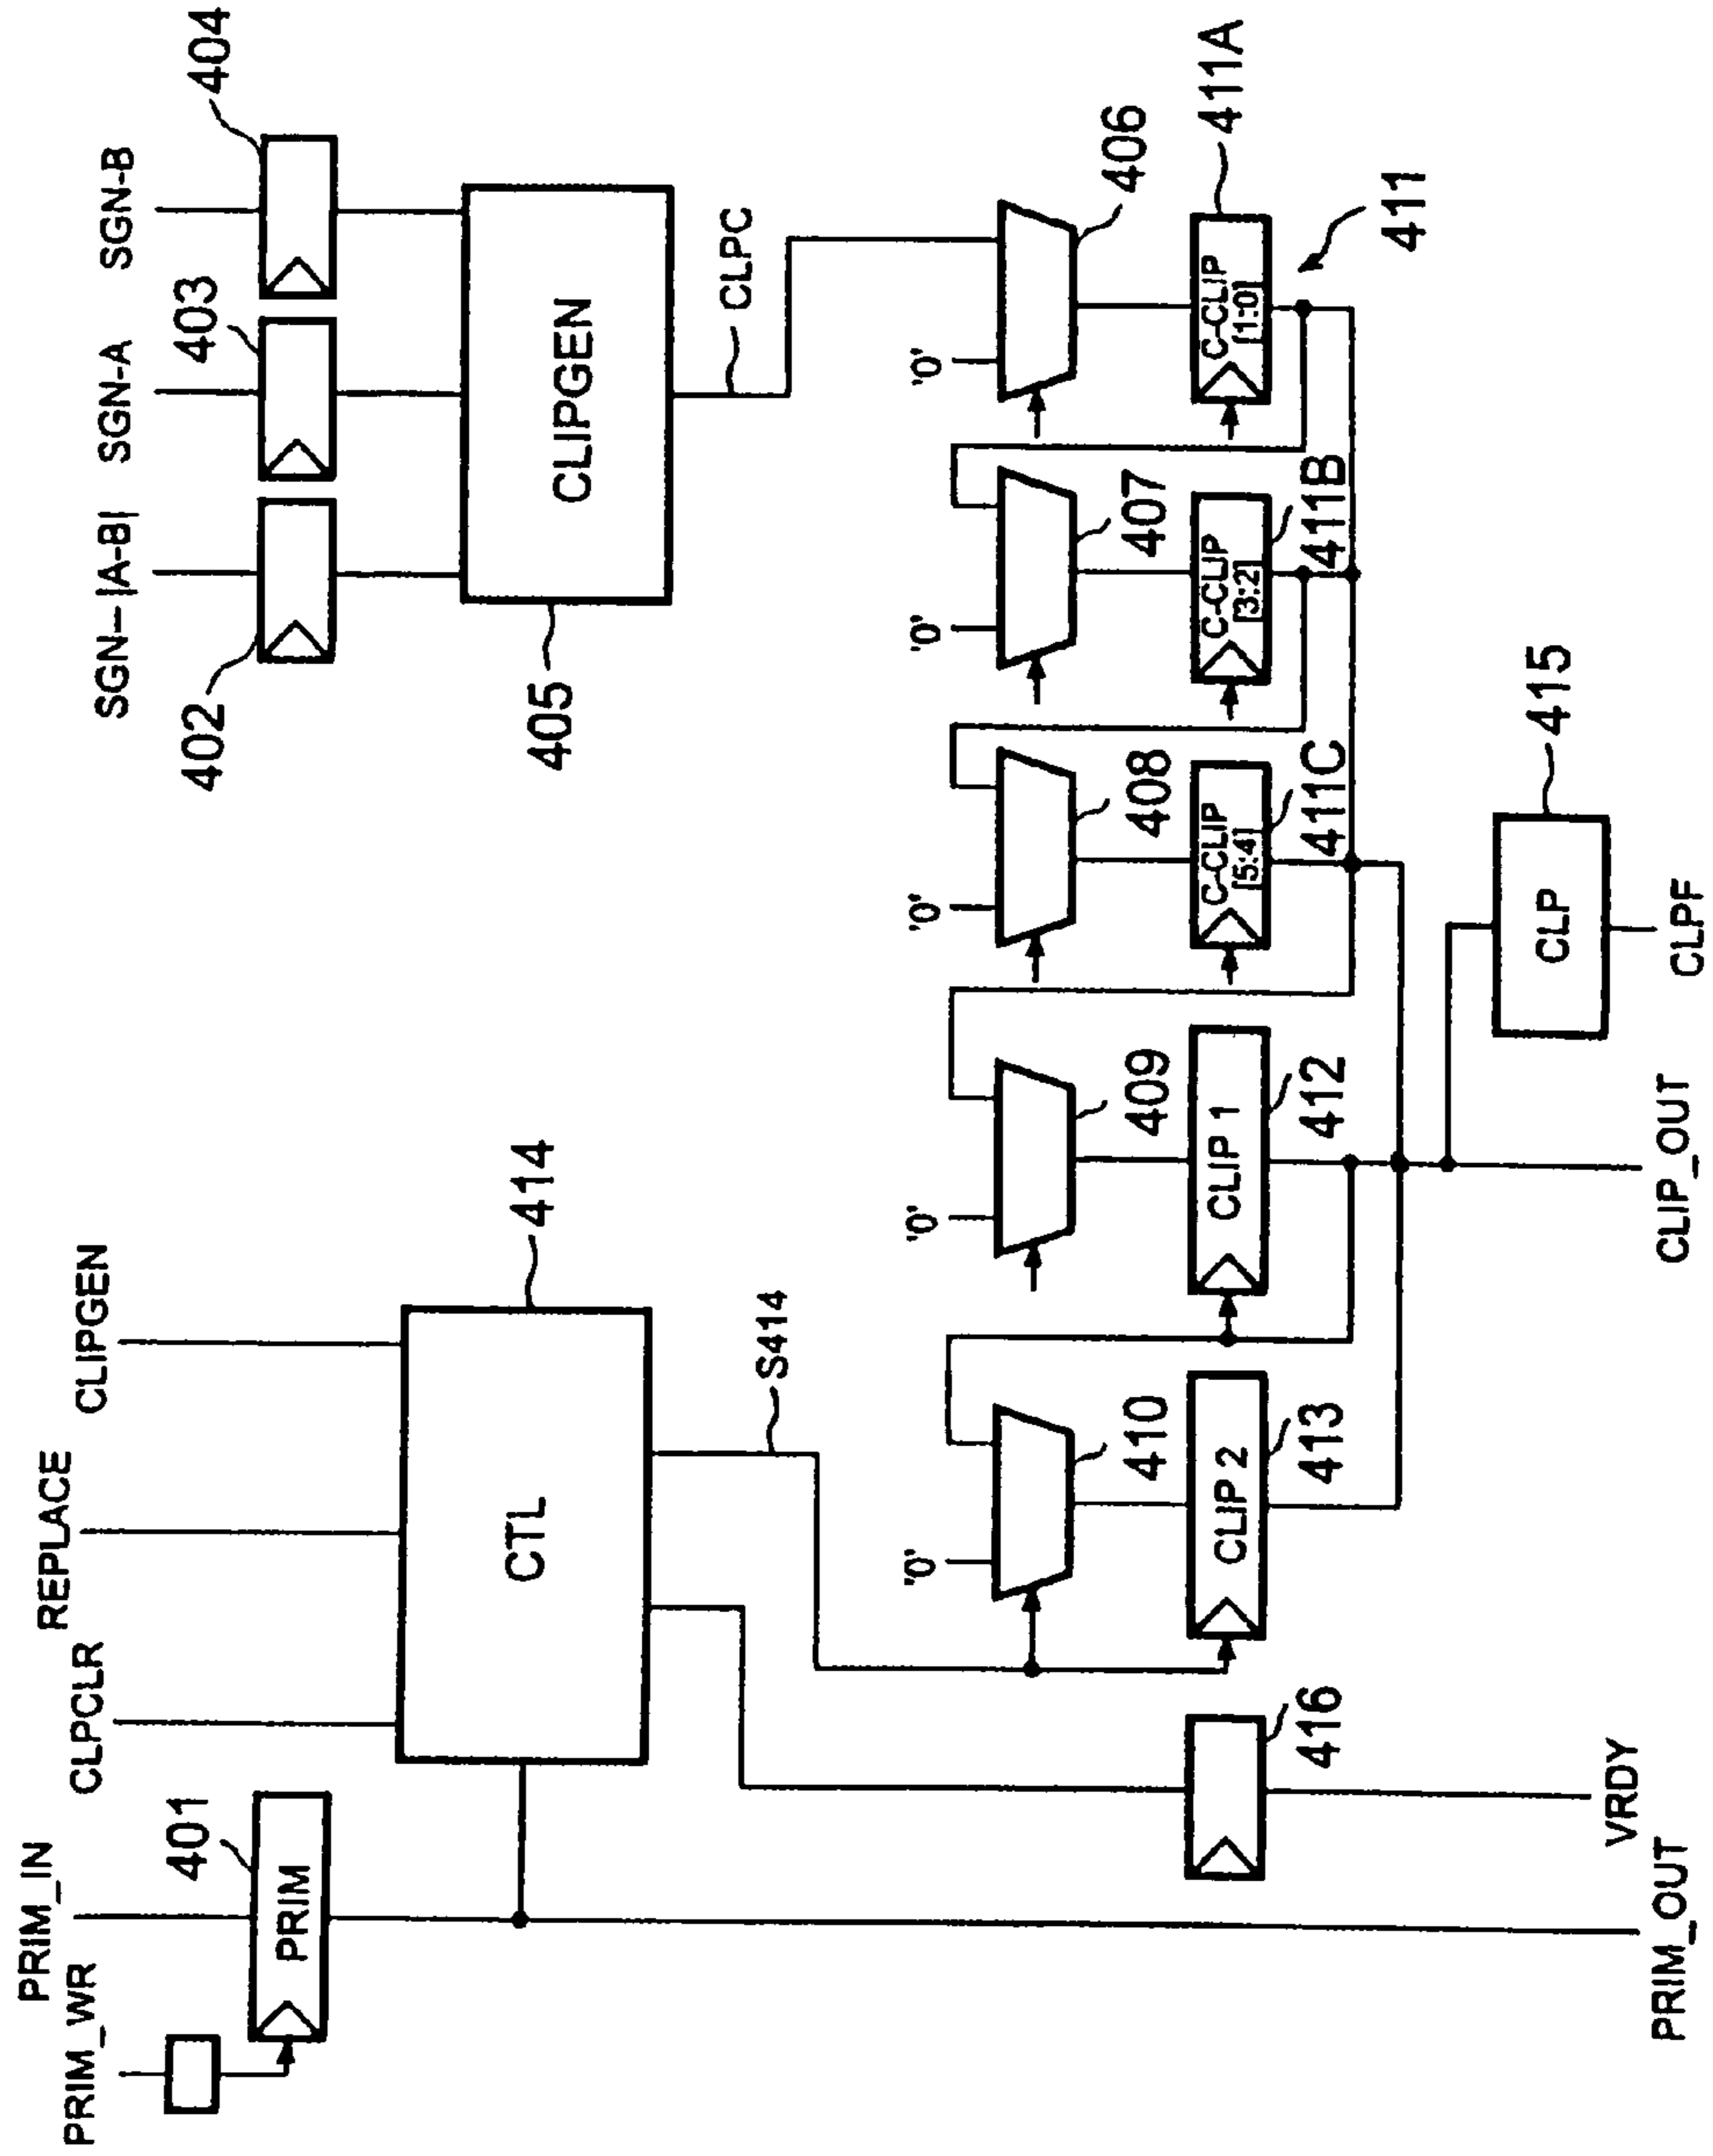 PRIM_IN
PRIM_WR
CLPCLR
REPLACE
CLIPGEN
SGN–|A-B|
SGN-A
SGN-B
401
PRIM
402
403
404
414
CTL
405
CLIPGEN
S414
CLPC
'0'
'0'
'0'
'0'
'0'
410
409
408
407
406
CLIP 2
CLIP 1
C-CLIP
[5:4]
C-CLIP
[3:2]
C-CLIP
[1:0]
411A
416
413
412
411C
411B
411
CLP
415
VRDY
PRIM_OUT
CLIP_OUT
CLPF